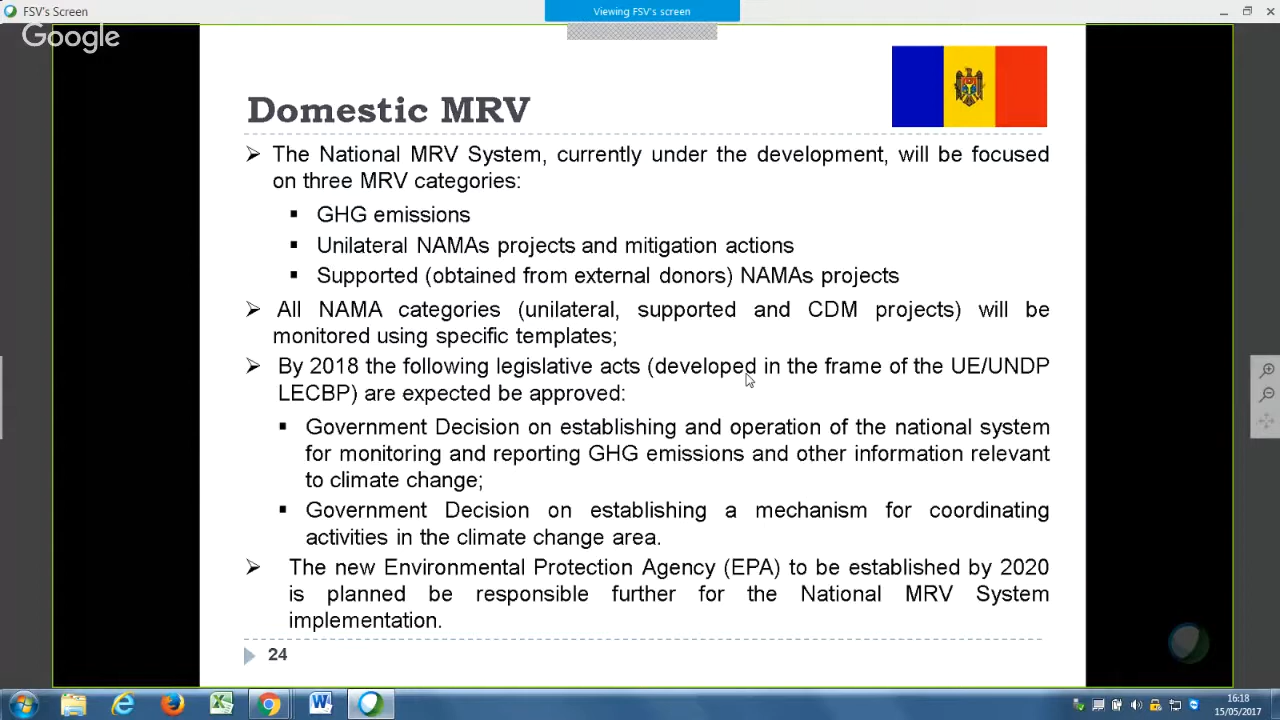 FSV's Screen
Viewing FSV's screen
Google
Domestic MRV
The National MRV System, currently under the development, will be focused
on three MRV categories:
GHG emissions
Unilateral NAMAs projects and mitigation actions
Supported (obtained from external donors) NAMAs projects
All NAMA categories (unilateral, supported and CDM projects) will be
monitored using specific templates;
By 2018 the following legislative acts (developed in the frame of the UE/UNDP
LECBP) are expected be approved:
Government Decision on establishing and operation of the national system
for monitoring and reporting GHG emissions and other information relevant
to climate change;
Government Decision on establishing a mechanism for coordinating
activities in the climate change area.
The new Environmental Protection Agency (EPA) to be established by 2020
is planned be responsible further for the National MRV System
implementation.
24
16:18
15/05/2017